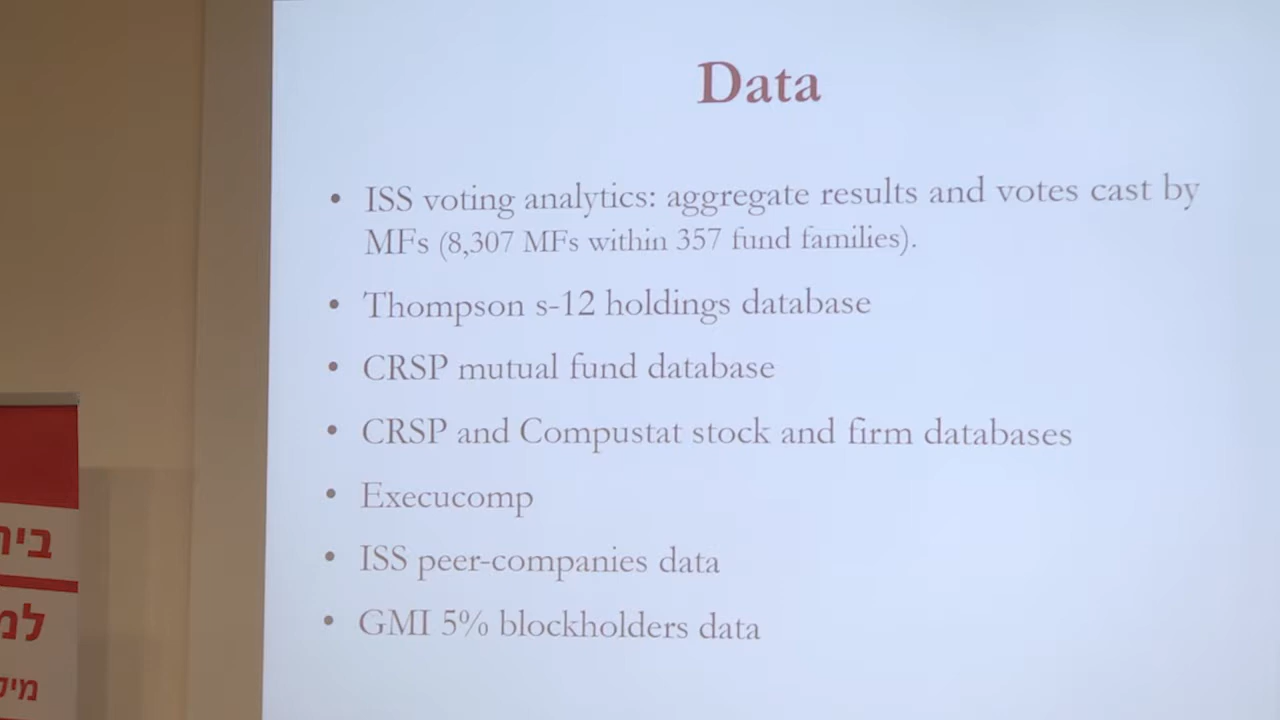 Data
• ISS voting analytics: aggregate results and votes cast by
MFs (8,307 MFs within 357 fund families).
• Thompson s-12 holdings database
• CRSP mutual fund database
• CRSP and Compustat stock and firm databases
• Execucomp
• ISS peer-companies data
• GMI 5% blockholders data